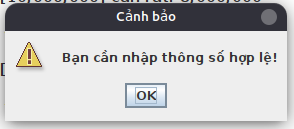 Cảnh báo
Bạn cần nhập thông số hợp lệ!
OK